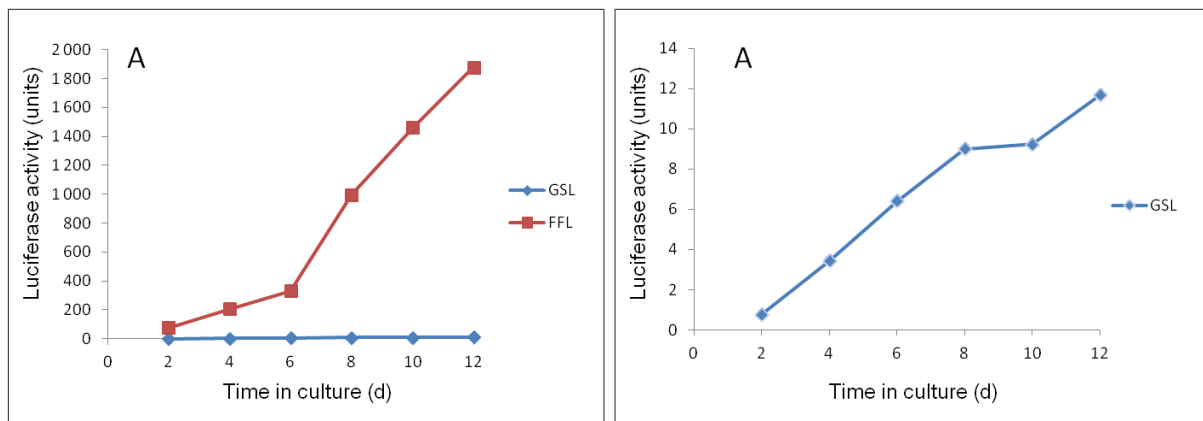 A
Luciferase activity (units)
2 000
1 800
1 600
1 400
1 200
1 000
800
600
400
200
0
0 2 4 6 8 10 12
Time in culture (d)
GSL
FFL
A
Luciferase activity (units)
14
12
10
8
6
4
2
0
0 2 4 6 8 10 12
Time in culture (d)
GSL